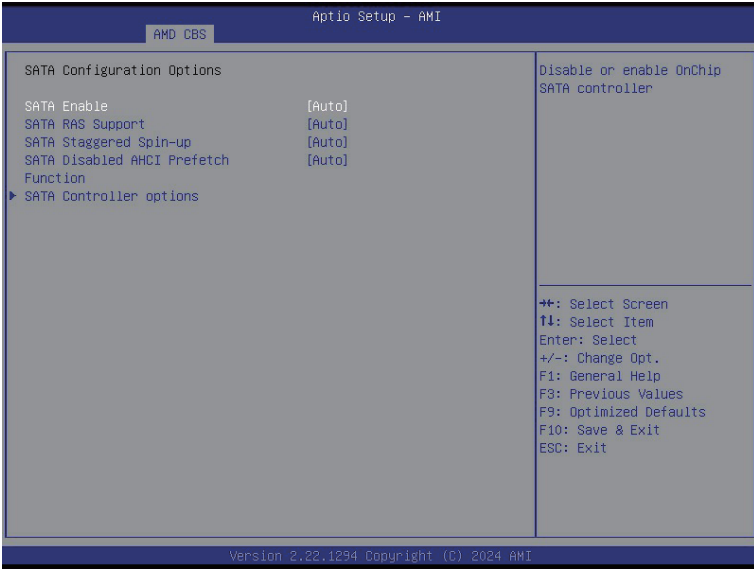 Aptio Setup - AMI
AMD CBS
SATA Configuration Options
SATA Enable [Auto]
SATA RAS Support [Auto]
SATA Staggered Spin-up [Auto]
SATA Disabled AHCI Prefetch [Auto]
Function
SATA Controller options
Disable or enable OnChip
SATA controller
→←: Select Screen
↑↓: Select Item
Enter: Select
+/-: Change Opt.
F1: General Help
F3: Previous Values
F9: Optimized Defaults
F10: Save & Exit
ESC: Exit
Version 2.22.1294 Copyright (C) 2024 AMI